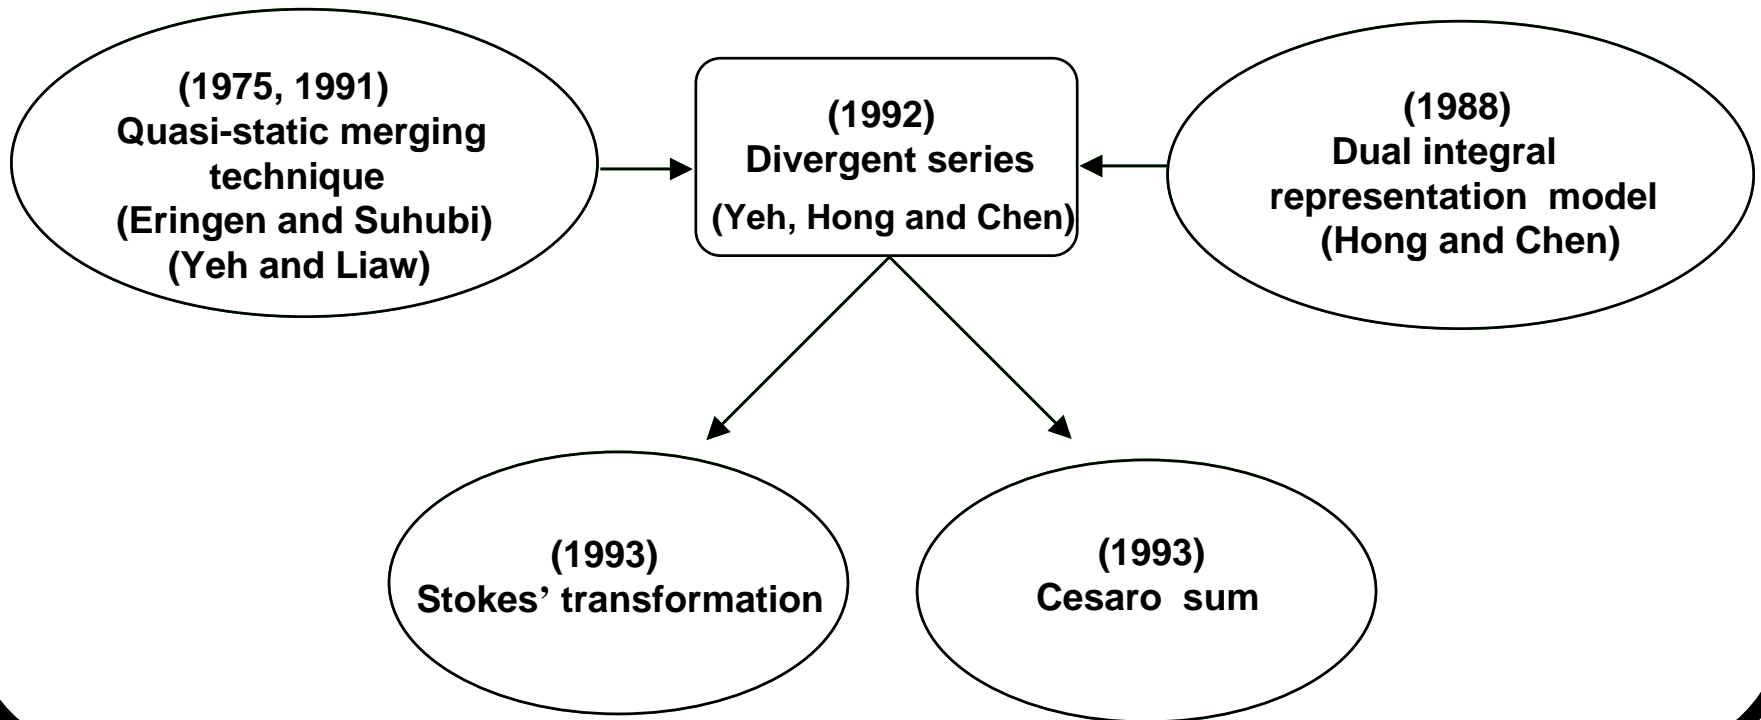 (1975, 1991)
Quasi-static merging
technique
(Eringen and Suhubi)
(Yeh and Liaw)
(1992)
Divergent series
(Yeh, Hong and Chen)
(1988)
Dual integral
representation model
(Hong and Chen)
(1993)
Stokes’ transformation
(1993)
Cesaro sum